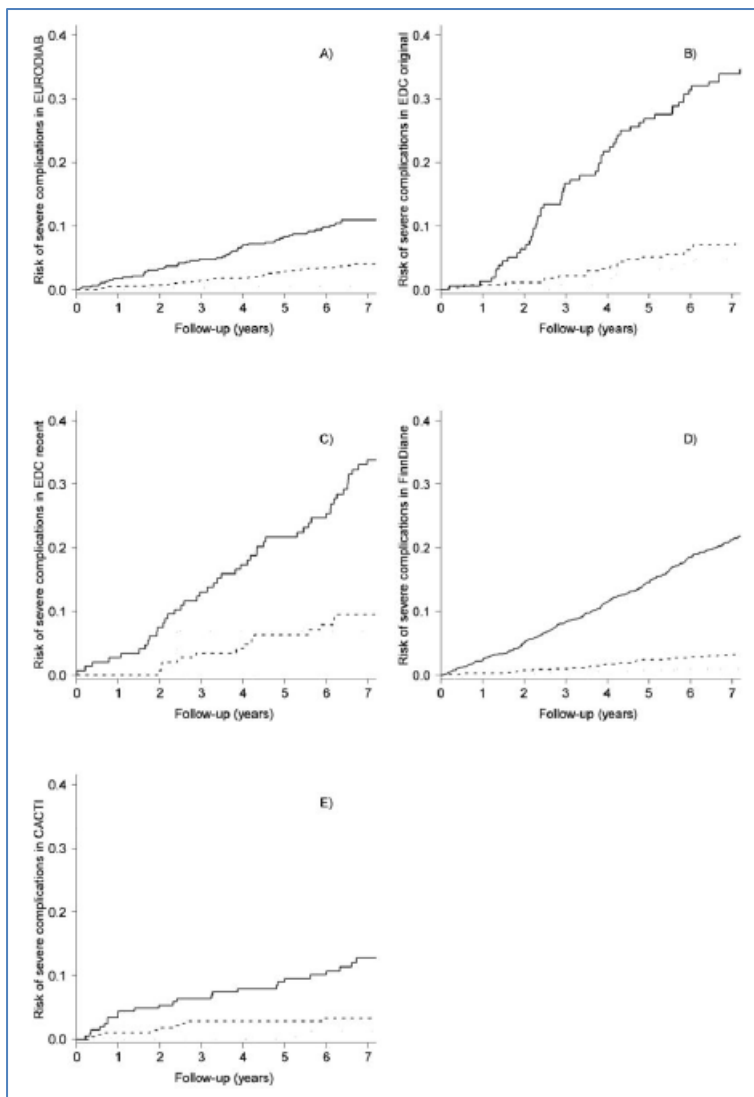 0.4
A)
0.3
0.2
0.1
0.0
Risk of severe complications in EURODIAB
0 1 2 3 4 5 6 7
Follow-up (years)
0.4
B)
0.3
0.2
0.1
0.0
Risk of severe complications in EDC original
0 1 2 3 4 5 6 7
Follow-up (years)
0.4
C)
0.3
0.2
0.1
0.0
Risk of severe complications in EDC recent
0 1 2 3 4 5 6 7
Follow-up (years)
0.4
D)
0.3
0.2
0.1
0.0
Risk of severe complications in FinnDiane
0 1 2 3 4 5 6 7
Follow-up (years)
0.4
E)
0.3
0.2
0.1
0.0
Risk of severe complications in CACTI
0 1 2 3 4 5 6 7
Follow-up (years)